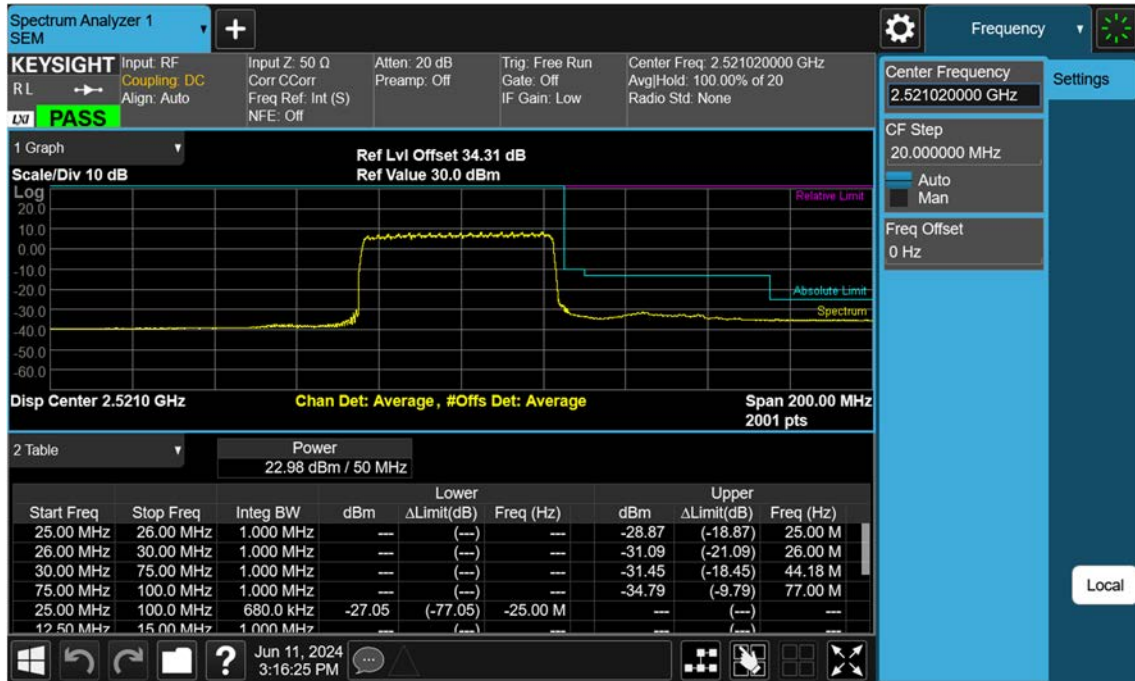 Spectrum Analyzer 1
SEM
Frequency
KEYSIGHT
RL
LXI
PASS
Input: RF
Coupling: DC
Align: Auto
Input Z: 50 Ω
Corr CCorr
Freq Ref: Int (S)
NFE: Off
Atten: 20 dB
Preamp: Off
Trig: Free Run
Gate: Off
IF Gain: Low
Center Freq: 2.521020000 GHz
Avg|Hold: 100.00% of 20
Radio Std: None
Center Frequency
2.521020000 GHz
Settings
CF Step
20.000000 MHz
Auto
Man
Freq Offset
0 Hz
1 Graph
Ref Lvl Offset 34.31 dB
Scale/Div 10 dB
Ref Value 30.0 dBm
Log
20.0
10.0
0.00
-10.0
-20.0
-30.0
-40.0
-50.0
-60.0
Relative Limit
Absolute Limit
Spectrum
Disp Center 2.5210 GHz
Chan Det: Average, #Offs Det: Average
Span 200.00 MHz
2001 pts
2 Table
Power
22.98 dBm / 50 MHz
Lower Upper
Start Freq Stop Freq Integ BW dBm ΔLimit(dB) Freq (Hz) dBm ΔLimit(dB) Freq (Hz)
25.00 MHz 26.00 MHz 1.000 MHz --- (---) --- -28.87 (-18.87) 25.00 M
26.00 MHz 30.00 MHz 1.000 MHz --- (---) --- -31.09 (-21.09) 26.00 M
30.00 MHz 75.00 MHz 1.000 MHz --- (---) --- -31.45 (-18.45) 44.18 M
75.00 MHz 100.0 MHz 1.000 MHz --- (---) --- -34.79 (-9.79) 77.00 M
25.00 MHz 100.0 MHz 680.0 kHz -27.05 (-77.05) -25.00 M --- (---) ---
12.50 MHz 15.00 MHz 1.000 MHz --- (---) --- --- (---) ---
Local
?
Jun 11, 2024
3:16:25 PM